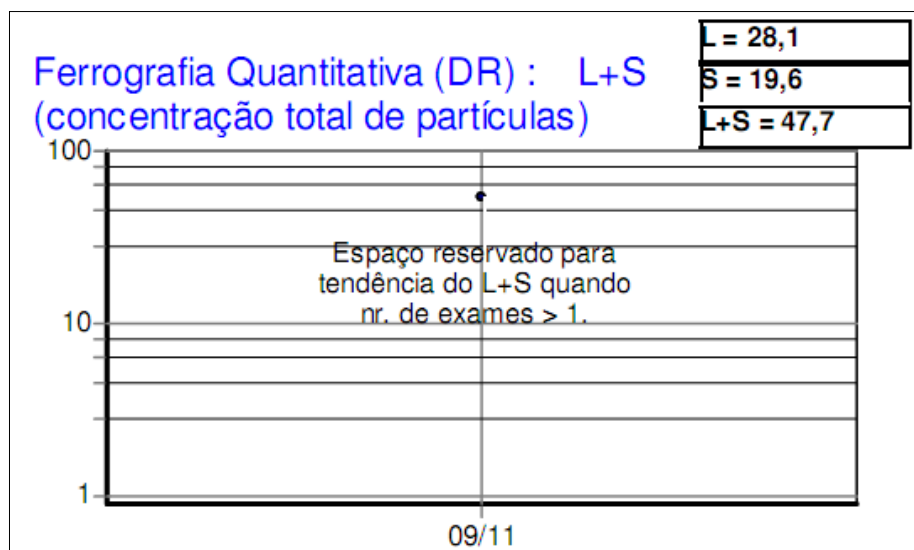 Ferrografia Quantitativa (DR) : L+S
(concentração total de partículas)
L = 28,1
S = 19,6
L+S = 47,7
100
Espaço reservado para
tendência do L+S quando
nr. de exames > 1.
10
1
09/11